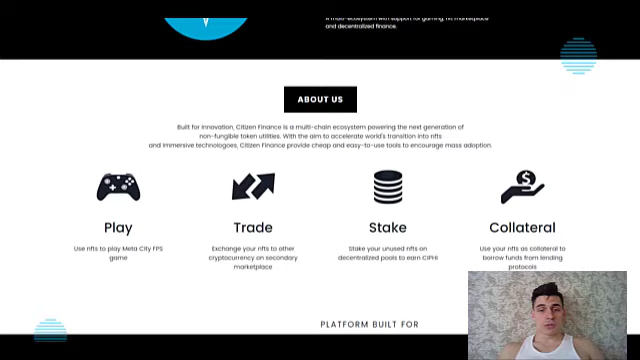 A multi-ecosystem with support for gaming, nft marketplace
and decentralized finance.
ABOUT US
Built for innovation, Citizen Finance is a multi-chain ecosystem powering the next generation of
non-fungible token utilities. With the aim to accelerate world's transition into nfts
and immersive technologoes, Citizen Finance provide cheap and easy-to-use tools to encourage mass adoption.
Play
Use nfts to play Meta City FPS
game
Trade
Exchange your nfts to other
cryptocurrency on secondary
marketplace
Stake
Stake your unused nfts on
decentralized pools to earn CIFI
Collateral
Use your nfts as collateral to
borrow funds from lending
protocols
PLATFORM BUILT FOR